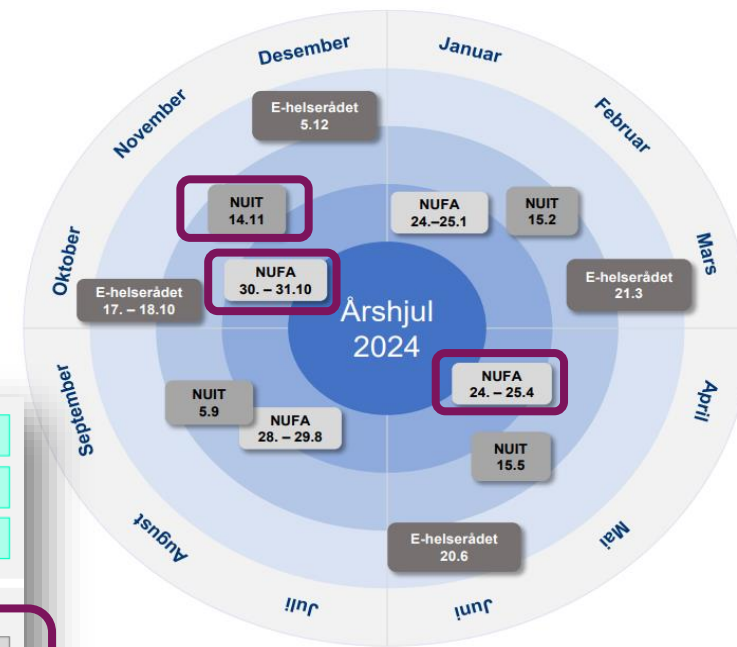 Desember
Januar
November
Februar
E-helserådet
5.12
NUIT
14.11
NUFA
24.–25.1
NUIT
15.2
Oktober
Mars
NUFA
30. – 31.10
E-helserådet
21.3
E-helserådet
17. – 18.10
Årshjul
2024
NUFA
24. – 25.4
September
NUIT
5.9
April
NUFA
28. – 29.8
NUIT
15.5
August
Mai
E-helserådet
20.6
Juli
Juni